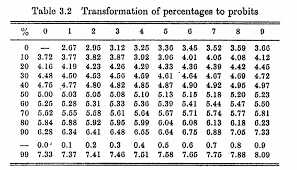 Table 3.2 Transformation of percentages to probits
% 0 1 2 3 4 5 6 7 8 9
0 — 2.67 2.95 3.12 3.25 3.36 3.45 3.52 3.59 3.66
10 3.72 3.77 3.82 3.87 3.92 3.96 4.01 4.05 4.08 4.12
20 4.16 4.19 4.23 4.26 4.29 4.33 4.36 4.39 4.42 4.45
30 4.48 4.50 4.53 4.56 4.59 4.61 4.64 4.67 4.69 4.72
40 4.75 4.77 4.80 4.82 4.85 4.87 4.90 4.92 4.95 4.97
50 5.00 5.03 5.05 5.08 5.10 5.13 5.15 5.18 5.20 5.23
60 5.25 5.28 5.31 5.33 5.36 5.39 5.41 5.44 5.47 5.50
70 5.52 5.55 5.58 5.61 5.64 5.67 5.71 5.74 5.77 5.81
80 5.84 5.88 5.92 5.95 5.99 6.04 6.08 6.13 6.18 6.23
90 6.28 6.34 6.41 6.48 6.55 6.64 6.75 6.88 7.05 7.33
— 0.0 0.1 0.2 0.3 0.4 0.5 0.6 0.7 0.8 0.9
99 7.33 7.37 7.41 7.46 7.51 7.58 7.65 7.75 7.88 8.09